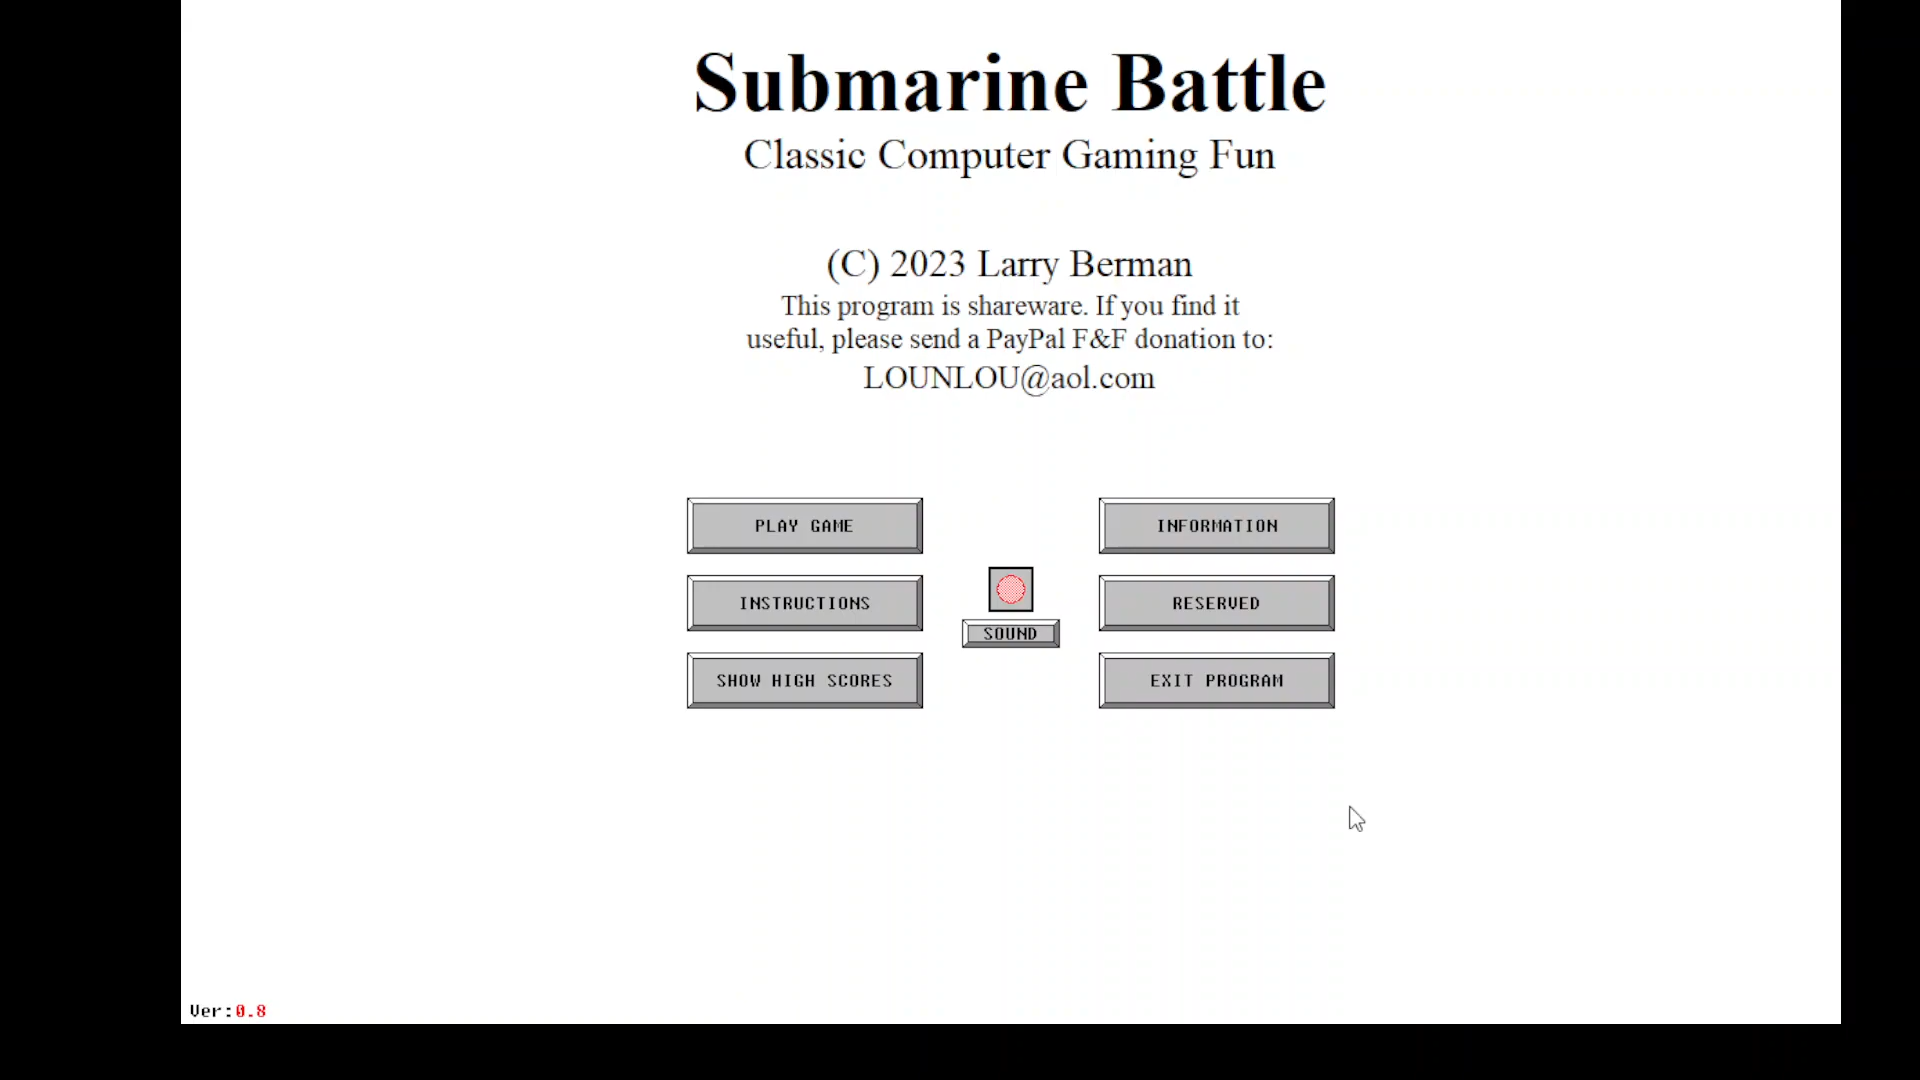 Submarine Battle
Classic Computer Gaming Fun
(C) 2023 Larry Berman
This program is shareware. If you find it
useful, please send a PayPal F&F donation to:
LOUNLOU@aol.com
PLAY GAME
INFORMATION
INSTRUCTIONS
RESERVED
SOUND
SHOW HIGH SCORES
EXIT PROGRAM
Ver:0.8